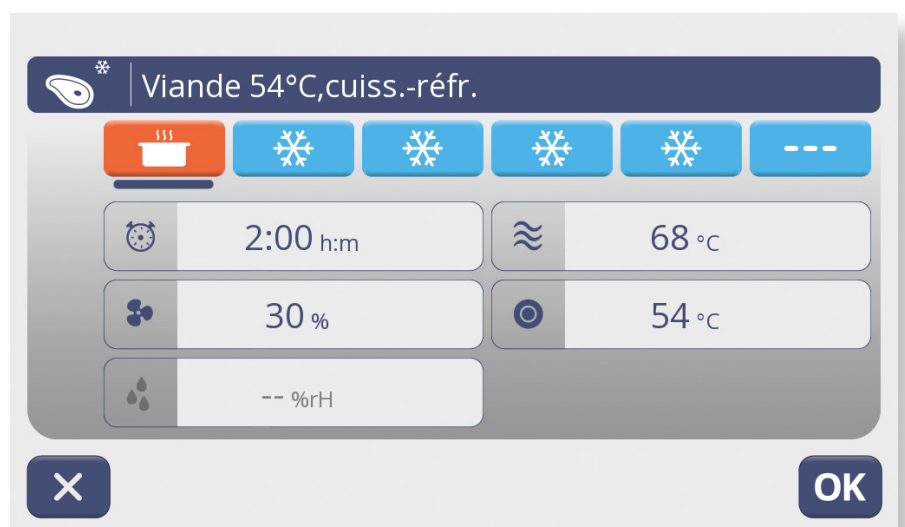 Viande 54°C,cuiss.-réfr.
---
2:00 h:m
68 °C
30 %
54 °C
-- %rH
OK